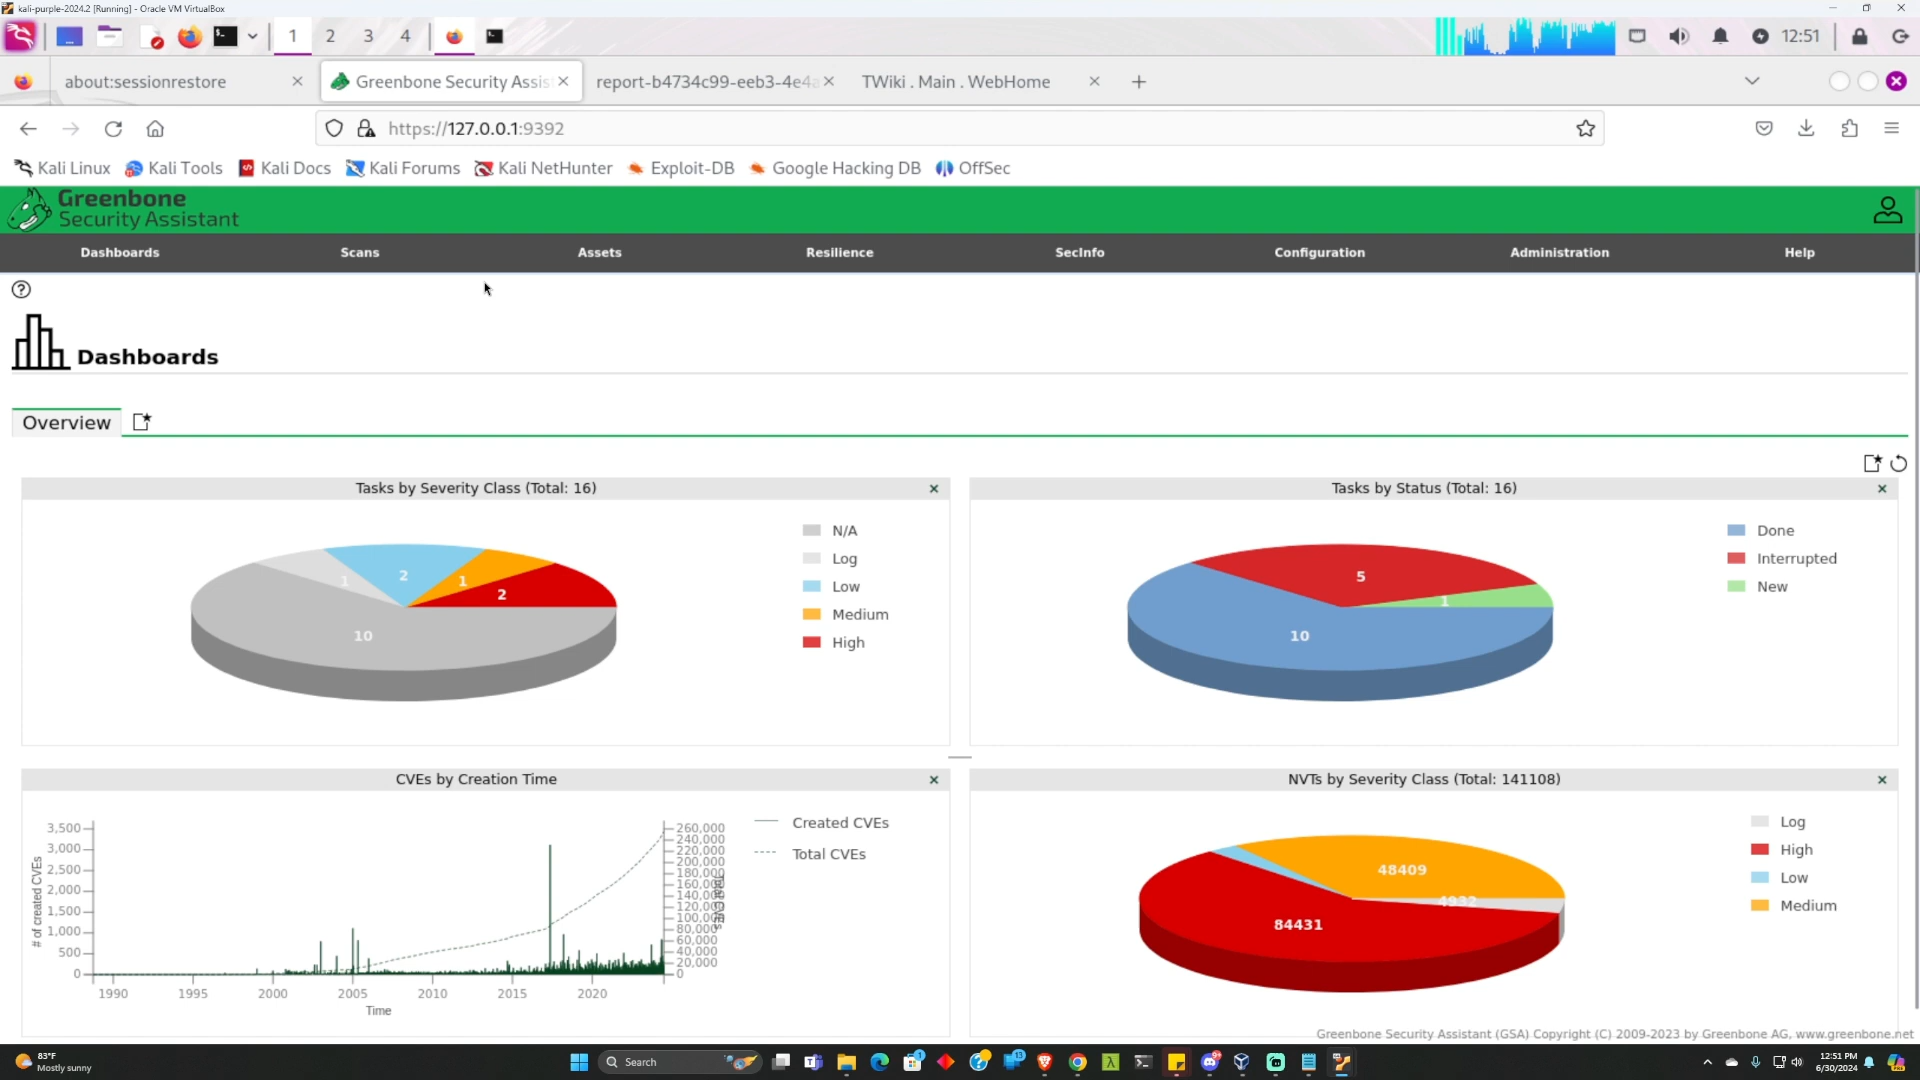 kali-purple-2024.2 [Running] - Oracle VM VirtualBox
1 2 3 4
12:51
about:sessionrestore
Greenbone Security Assis
report-b4734c99-eeb3-4e4a
TWiki . Main . WebHome
https://127.0.0.1:9392
Kali Linux Kali Tools Kali Docs Kali Forums Kali NetHunter Exploit-DB Google Hacking DB OffSec
Greenbone
Security Assistant
Dashboards Scans Assets Resilience SecInfo Configuration Administration Help
Dashboards
Overview
Tasks by Severity Class (Total: 16)
N/A
Log
Low
Medium
High
1
2
1
2
10
Tasks by Status (Total: 16)
Done
Interrupted
New
5
1
10
CVEs by Creation Time
Created CVEs
Total CVEs
# of created CVEs
3,500
3,000
2,500
2,000
1,500
1,000
500
0
260,000
240,000
220,000
200,000
180,000
160,000
140,000
120,000
100,000
80,000
60,000
40,000
20,000
0
1990 1995 2000 2005 2010 2015 2020
Time
NVTs by Severity Class (Total: 141108)
Log
High
Low
Medium
48409
4932
84431
Greenbone Security Assistant (GSA) Copyright (C) 2009-2023 by Greenbone AG, www.greenbone.net
83°F
Mostly sunny
Search
12:51 PM
6/30/2024